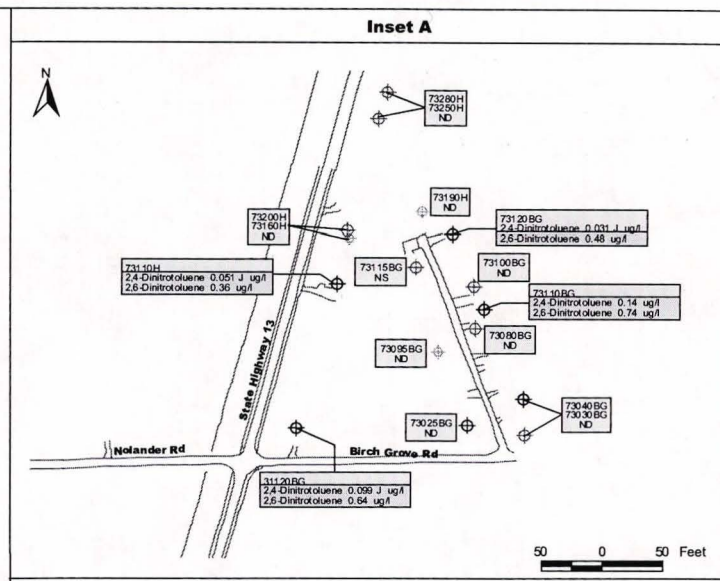 Inset A
N
73280H
73250H
ND
73190H
ND
73200H
73160H
ND
73120BG
2,4-Dinitrotoluene 0.031 J ug/l
2,6-Dinitrotoluene 0.48 ug/l
73110H
2,4-Dinitrotoluene 0.051 J ug/l
2,6-Dinitrotoluene 0.36 ug/l
73115BG
NS
73100BG
ND
73110BG
2,4-Dinitrotoluene 0.14 ug/l
2,6-Dinitrotoluene 0.74 ug/l
73080BG
ND
State Highway 13
73095BG
ND
73040BG
73030BG
ND
73025BG
ND
Nolander Rd
Birch Grove Rd
31120BG
2,4-Dinitrotoluene 0.099 J ug/l
2,6-Dinitrotoluene 0.64 ug/l
50 0 50 Feet